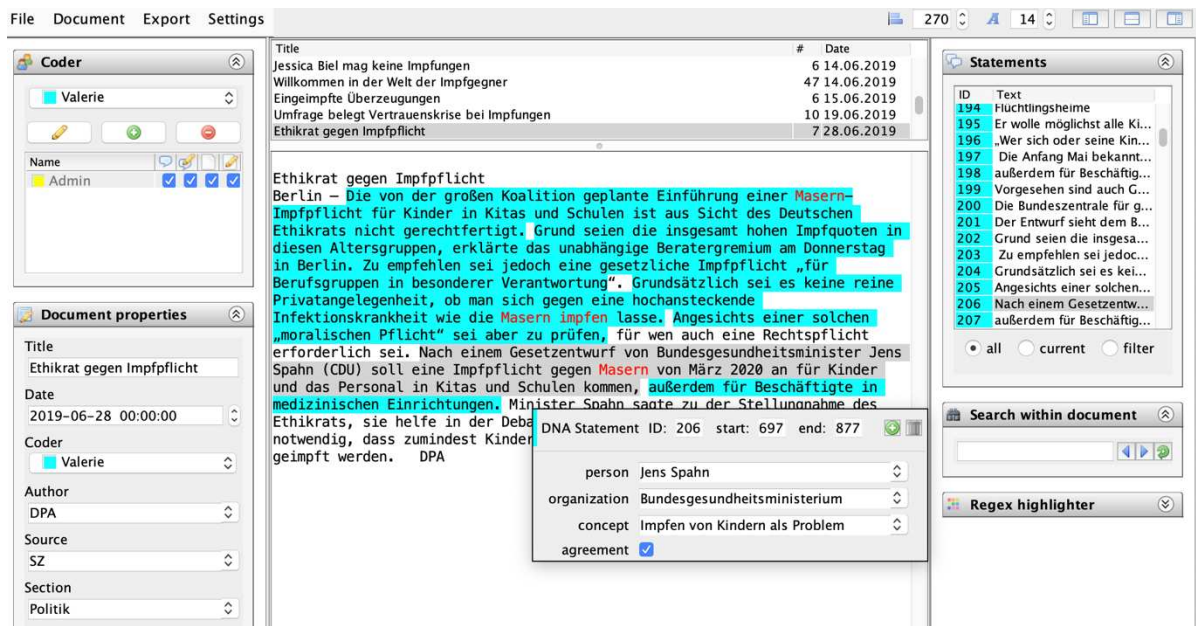 File Document Export Settings
270 A 14
Coder
Valerie
Name
Admin
Document properties
Title
Ethikrat gegen Impfpflicht
Date
2019-06-28 00:00:00
Coder
Valerie
Author
DPA
Source
SZ
Section
Politik
Title # Date
Jessica Biel mag keine Impfungen 6 14.06.2019
Willkommen in der Welt der Impfgegner 47 14.06.2019
Eingeimpfte Überzeugungen 6 15.06.2019
Umfrage belegt Vertrauenskrise bei Impfungen 10 19.06.2019
Ethikrat gegen Impfpflicht 7 28.06.2019
Ethikrat gegen Impfpflicht
Berlin – Die von der großen Koalition geplante Einführung einer Masern-
Impfpflicht für Kinder in Kitas und Schulen ist aus Sicht des Deutschen
Ethikrats nicht gerechtfertigt. Grund seien die insgesamt hohen Impfquoten in
diesen Altersgruppen, erklärte das unabhängige Beratergremium am Donnerstag
in Berlin. Zu empfehlen sei jedoch eine gesetzliche Impfpflicht „für
Berufsgruppen in besonderer Verantwortung“. Grundsätzlich sei es keine reine
Privatangelegenheit, ob man sich gegen eine hochansteckende
Infektionskrankheit wie die Masern impfen lasse. Angesichts einer solchen
„moralischen Pflicht“ sei aber zu prüfen, für wen auch eine Rechtspflicht
erforderlich sei. Nach einem Gesetzentwurf von Bundesgesundheitsminister Jens
Spahn (CDU) soll eine Impfpflicht gegen Masern von März 2020 an für Kinder
und das Personal in Kitas und Schulen kommen, außerdem für Beschäftigte in
medizinischen Einrichtungen. Minister Spahn sagte zu der Stellungnahme des
Ethikrats, sie helfe in der Deba
notwendig, dass zumindest Kinder
geimpft werden. DPA
DNA Statement ID: 206 start: 697 end: 877
person Jens Spahn
organization Bundesgesundheitsministerium
concept Impfen von Kindern als Problem
agreement
Statements
ID Text
194 Flüchtlingsheime
195 Er wolle möglichst alle Ki...
196 „Wer sich oder seine Kin...
197 Die Anfang Mai bekannt...
198 außerdem für Beschäftig...
199 Vorgesehen sind auch G...
200 Die Bundeszentrale für g...
201 Der Entwurf sieht dem B...
202 Grund seien die insgesa...
203 Zu empfehlen sei jedoc...
204 Grundsätzlich sei es kei...
205 Angesichts einer solchen...
206 Nach einem Gesetzentw...
207 außerdem für Beschäftig...
all current filter
Search within document
Regex highlighter